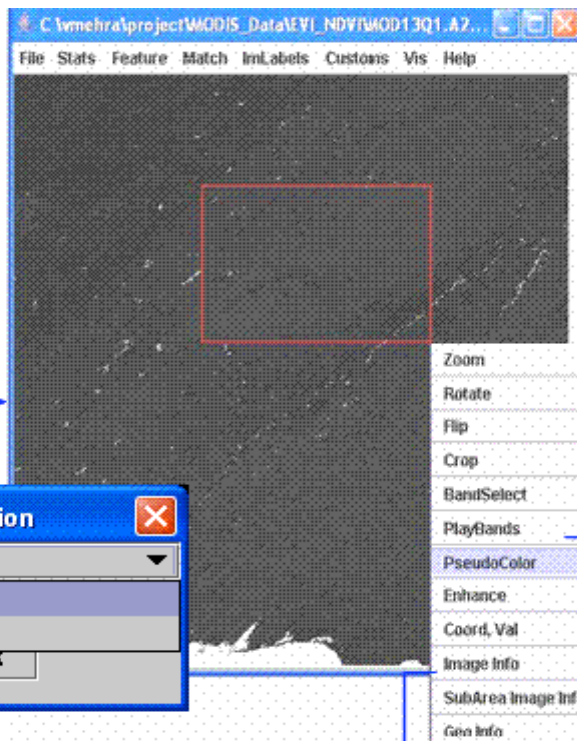 C \vmehra\project\MODIS_Data\EVI_NDVI\MOD13Q1.A2...
File Stats Feature Match ImLabels Customs Vis Help
Zoom
Rotate
Flip
Crop
BandSelect
PlayBands
PseudoColor
Enhance
Coord, Val
Image Info
SubArea Image Inf
Geo Info
ion